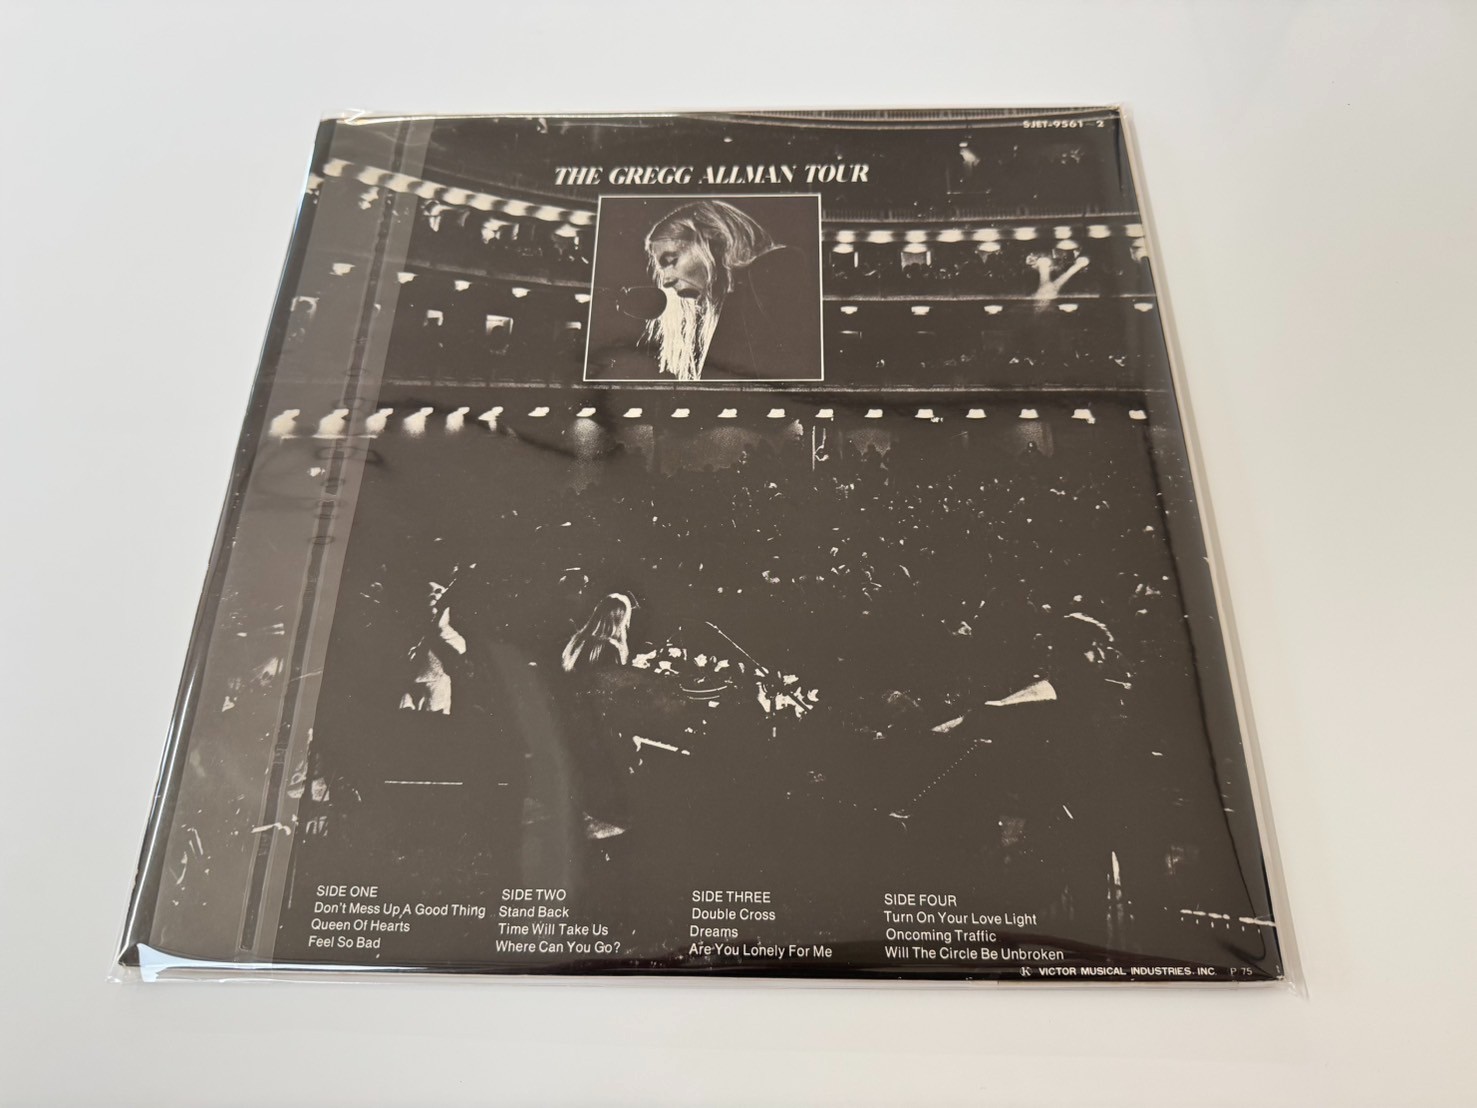 SJET-9561~2
THE GREGG ALLMAN TOUR
SIDE ONE
Don't Mess Up A Good Thing
Queen Of Hearts
Feel So Bad
SIDE TWO
Stand Back
Time Will Take Us
Where Can You Go?
SIDE THREE
Double Cross
Dreams
Are You Lonely For Me
SIDE FOUR
Turn On Your Love Light
Oncoming Traffic
Will The Circle Be Unbroken
K VICTOR MUSICAL INDUSTRIES. INC. P 75